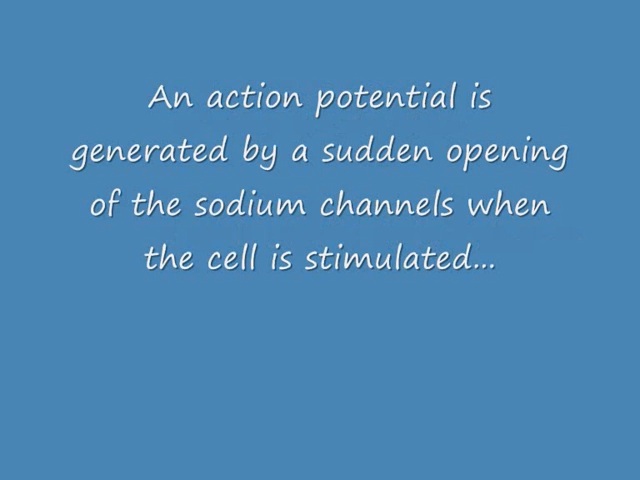 An action potential is
generated by a sudden opening
of the sodium channels when
the cell is stimulated...